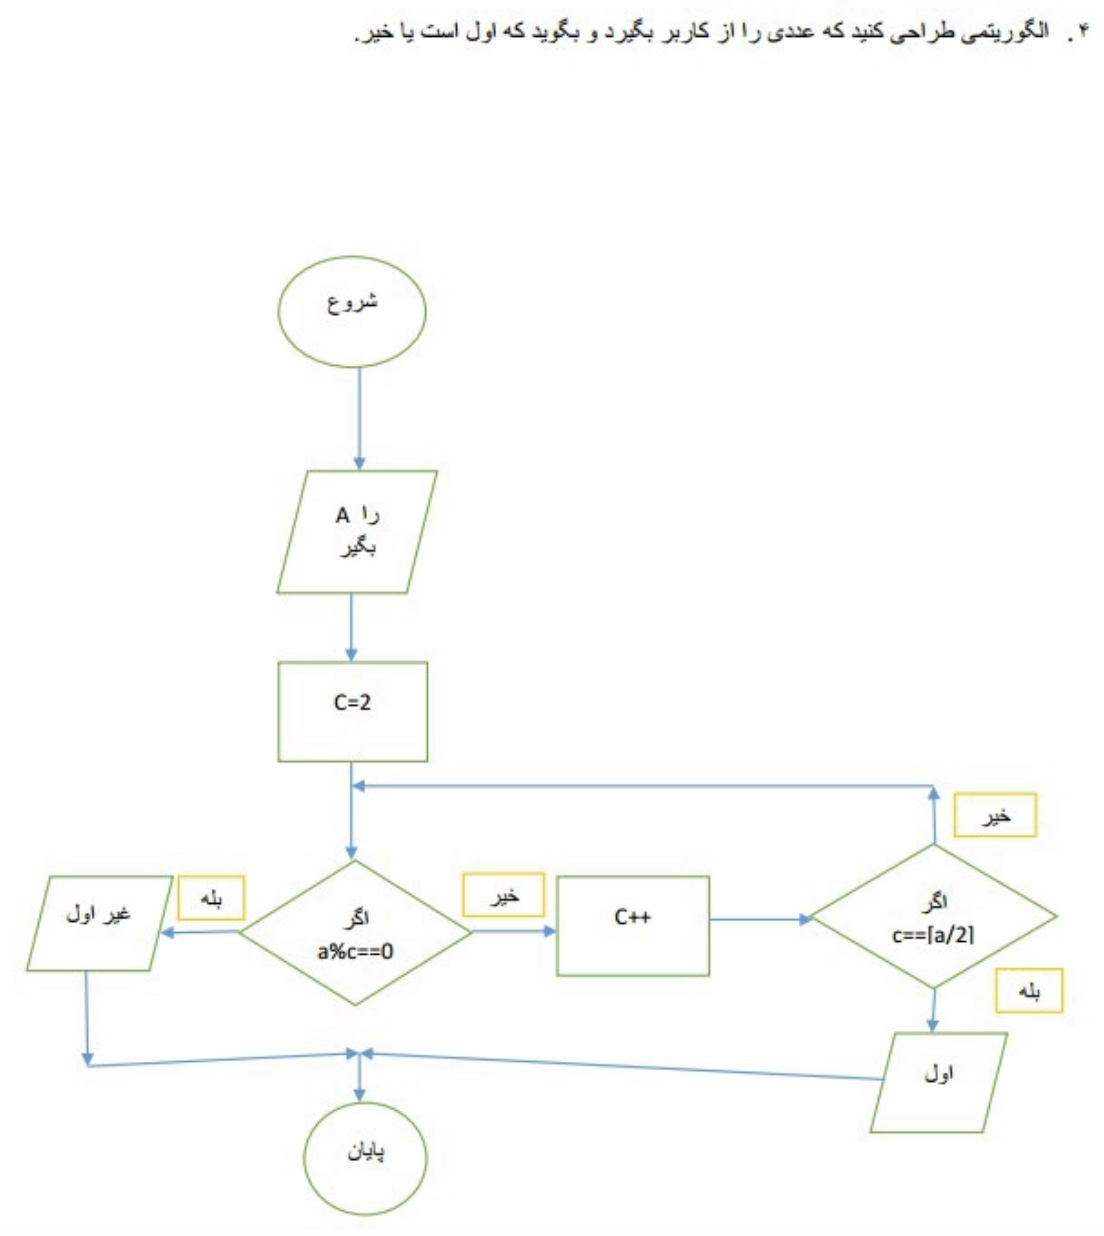 ۴. الگوریتمی طراحی کنید که عددی را از کاربر بگیرد و بگوید که اول است یا خیر.
شروع
A را
بگیر
C=2
خیر
بله
خیر
غیر اول
اگر
a%c==0
C++
اگر
c==⌈a/2⌉
بله
اول
پایان